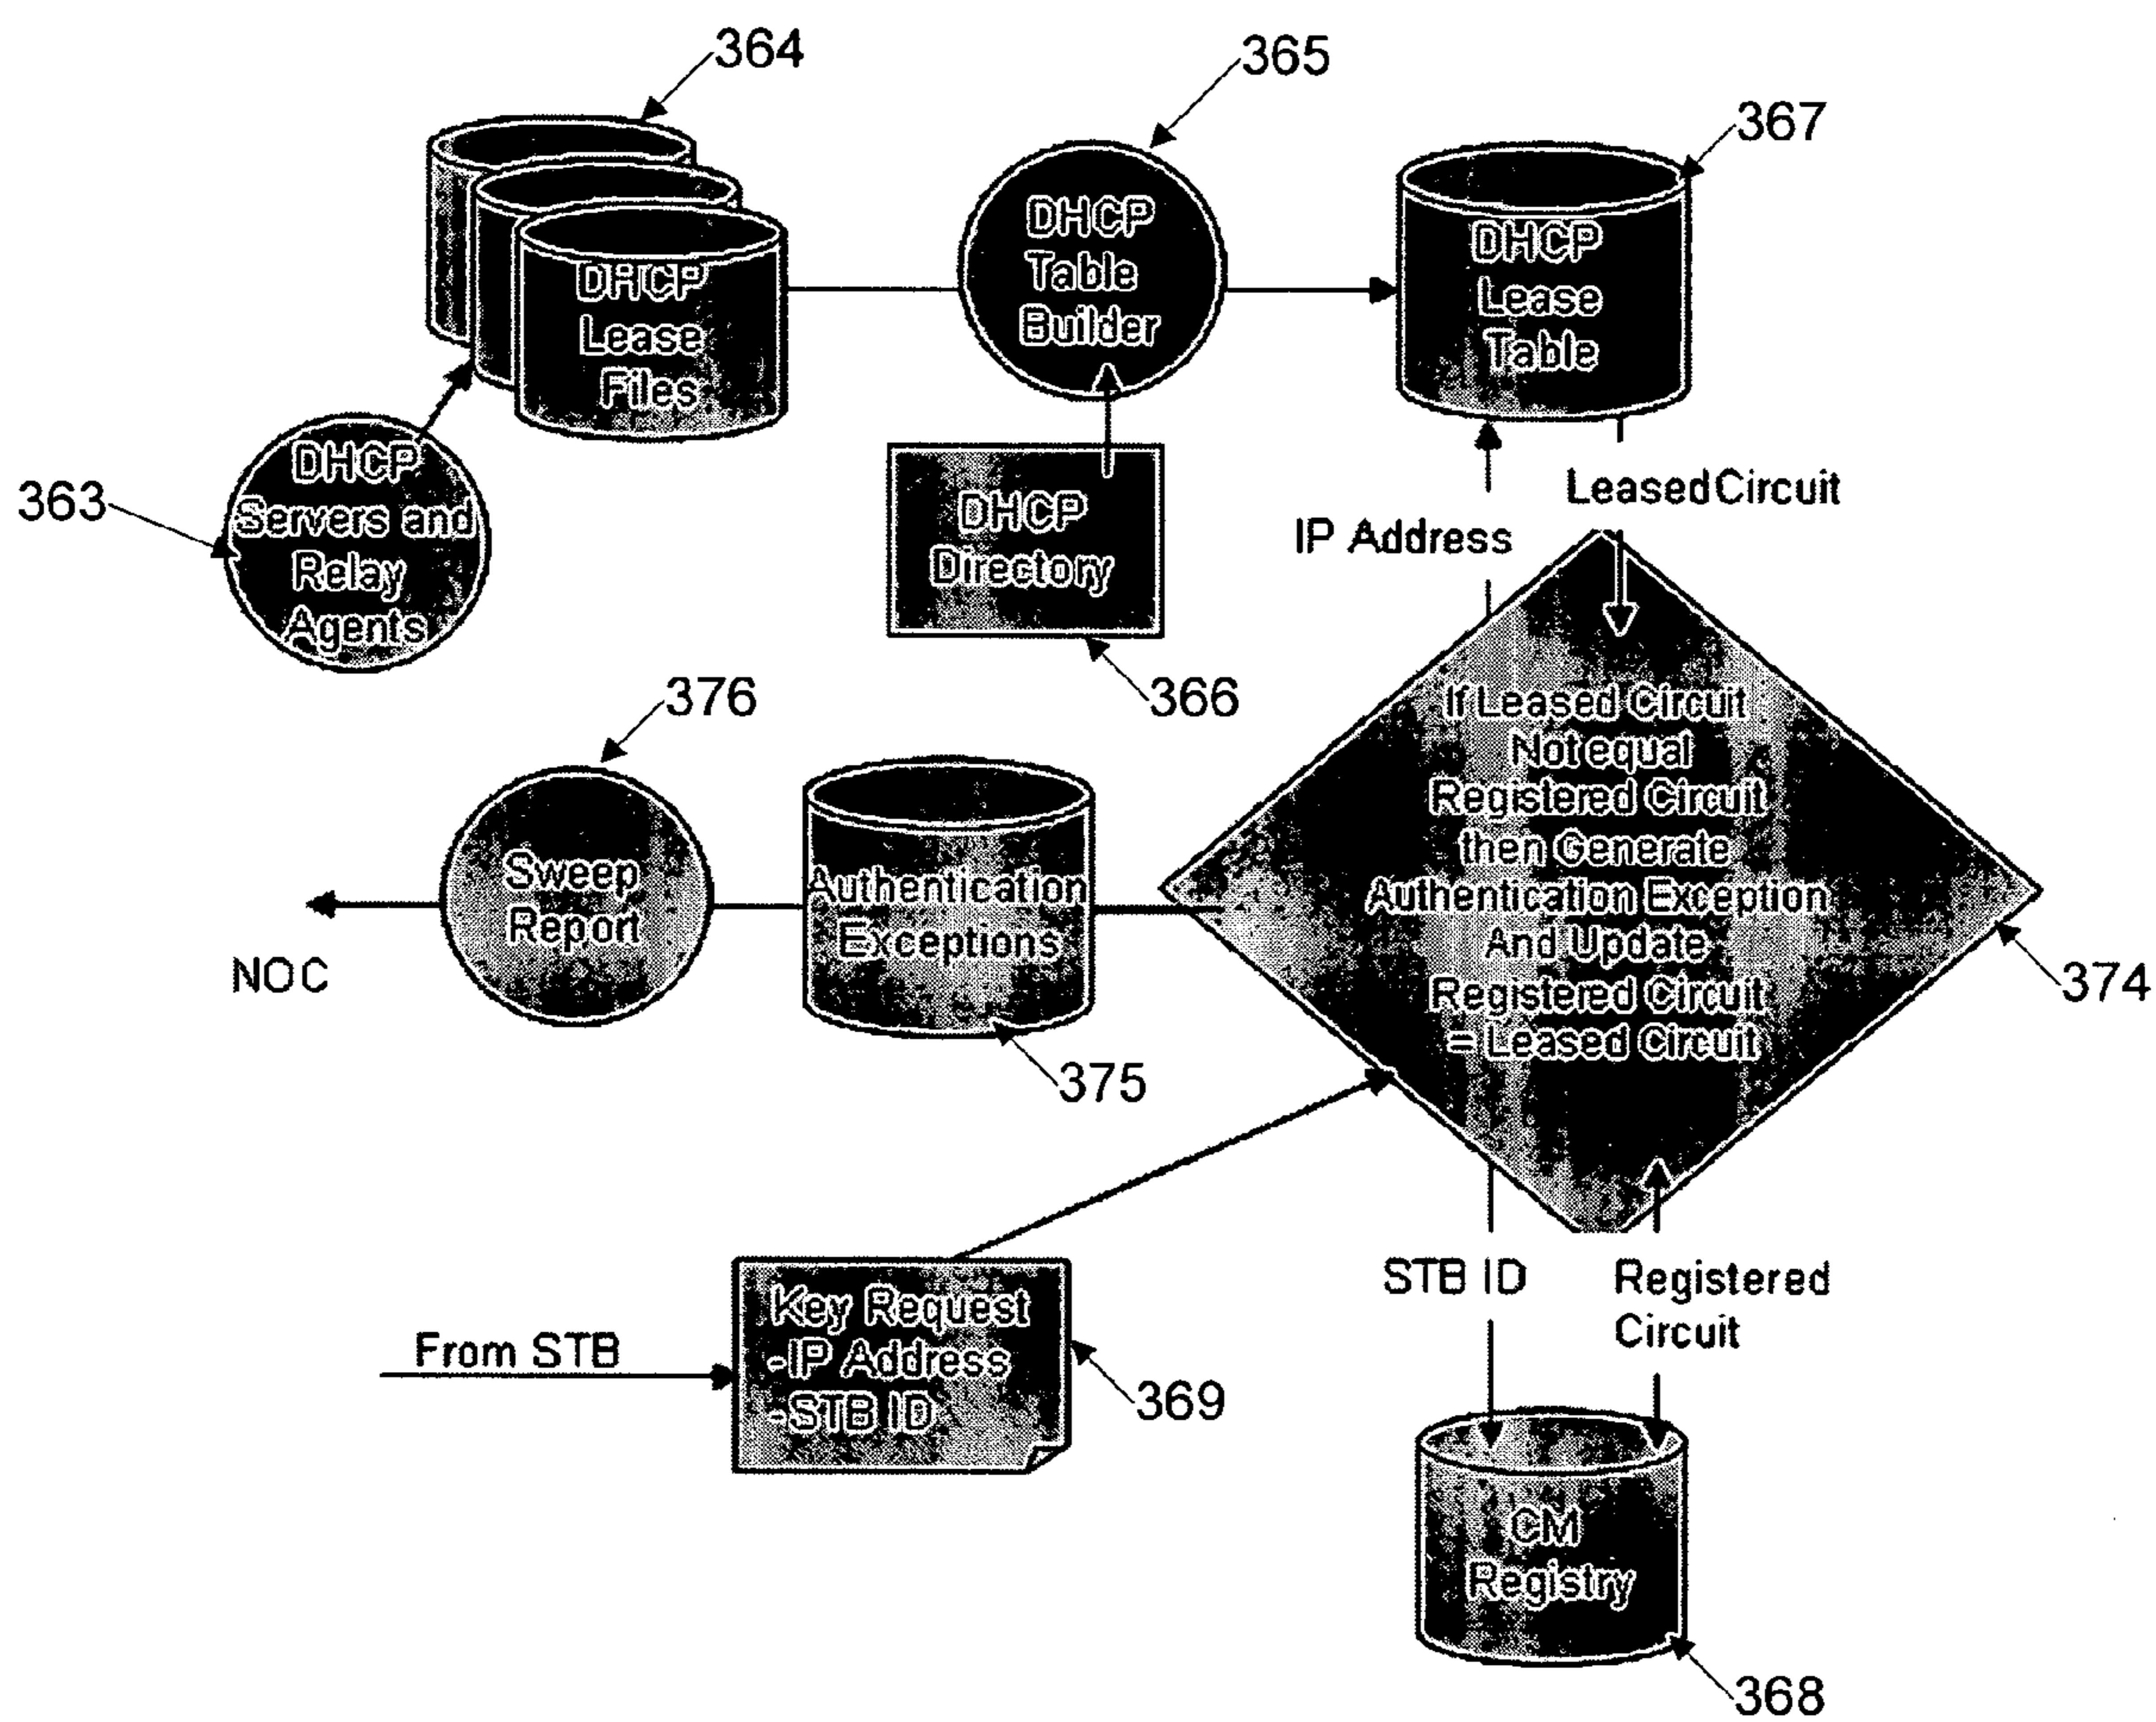 364
365
367
DHCP
Lease
Files
DHCP
Table
Builder
DHCP
Lease
Table
363
DHCP
Servers and
Relay
Agents
DHCP
Directory
366
IP Address
Leased Circuit
376
Sweep
Report
NOC
Authentication
Exceptions
375
If Leased Circuit
Not equal
Registered Circuit
then Generate
Authentication Exception
And Update
Registered Circuit
= Leased Circuit
374
From STB
Key Request
-IP Address
-STB ID
369
STB ID
Registered
Circuit
CM
Registry
368